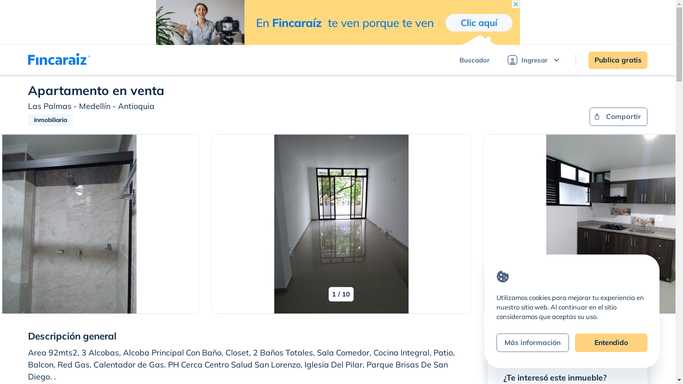 En Fincaraíz te ven porque te ven
Clic aquí
Fincaraiz
Buscador
Ingresar
Publica gratis
Apartamento en venta
Las Palmas - Medellín - Antioquia
Inmobiliaria
Compartir
1 / 10
Utilizamos cookies para mejorar tu experiencia en
nuestro sitio web. Al continuar en el sitio
consideramos que aceptas su uso.
Más información
Entendido
Descripción general
Area 92mts2, 3 Alcobas, Alcoba Principal Con Baño, Closet, 2 Baños Totales, Sala Comedor, Cocina Integral, Patio,
Balcon, Red Gas, Calentador de Gas. PH Cerca Centro Salud San Lorenzo, Iglesia Del Pilar, Parque Brisas De San
Diego. .
¿Te interesó este inmueble?